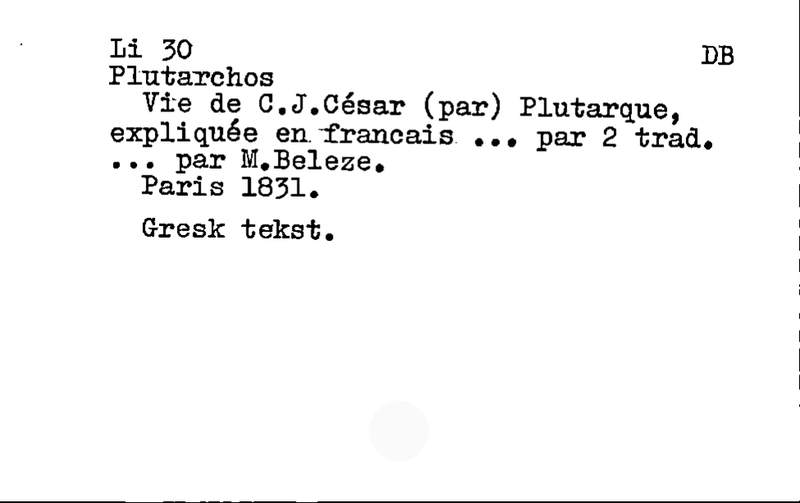 Li 30 DB
Plutarchos
Vie de C.J.César (par) Plutarque,
expliquée en francais ... par 2 trad.
... par M.Beleze.
Paris 1831.
Gresk tekst.